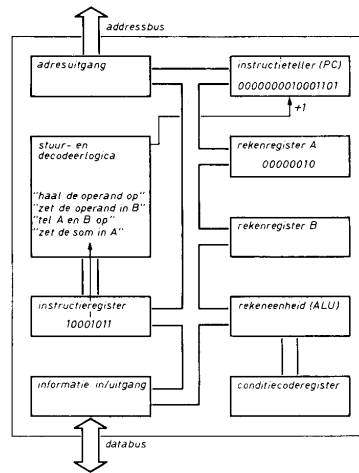 addressbus
adresuitgang
instructieteller (PC)
0000000010001101
+1
stuur- en
decodeerlogica
"haal de operand op"
"zet de operand in B"
"tel A en B op"
"zet de som in A"
rekenregister A
00000010
rekenregister B
instructieregister
10001011
rekeneenheid (ALU)
informatie in/uitgang
conditiecoderegister
databus